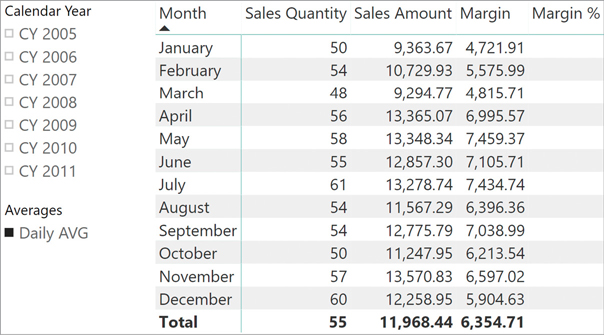 Calendar Year
CY 2005
CY 2006
CY 2007
CY 2008
CY 2009
CY 2010
CY 2011
Averages
Daily AVG
Month Sales Quantity Sales Amount Margin Margin %
January 50 9,363.67 4,721.91
February 54 10,729.93 5,575.99
March 48 9,294.77 4,815.71
April 56 13,365.07 6,995.57
May 58 13,348.34 7,459.37
June 55 12,857.30 7,105.71
July 61 13,278.74 7,434.74
August 54 11,567.29 6,396.36
September 54 12,775.79 7,038.99
October 50 11,247.95 6,213.54
November 57 13,570.83 6,597.02
December 60 12,258.95 5,904.63
Total 55 11,968.44 6,354.71